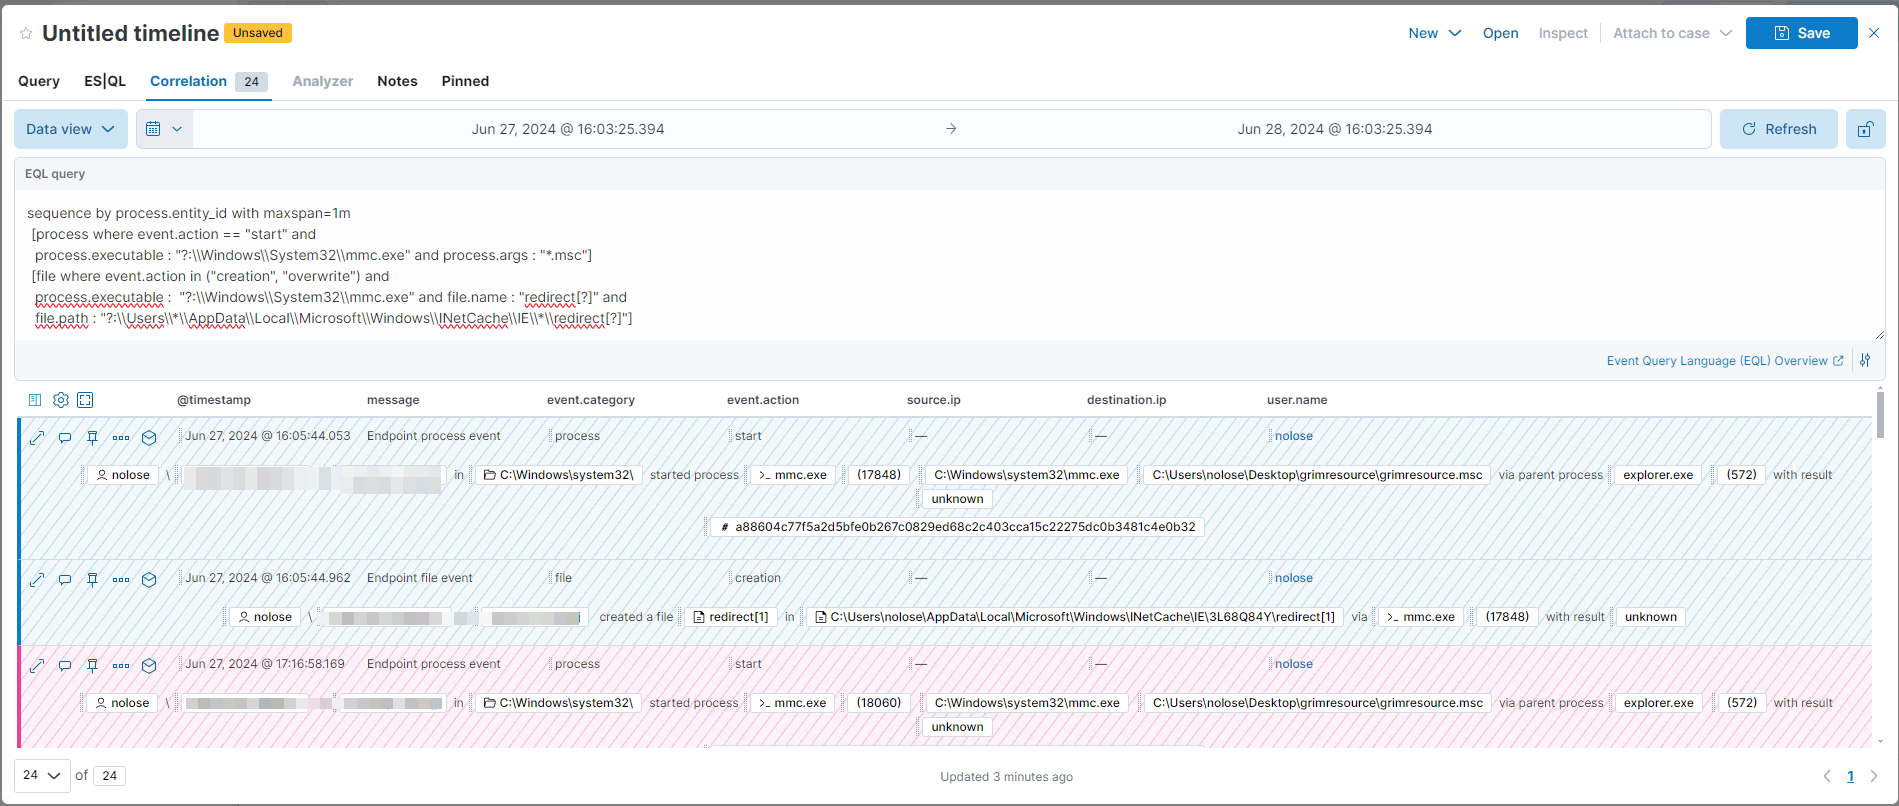 Untitled timeline Unsaved New Open Inspect Attach to case Save
Query ES|QL Correlation 24 Analyzer Notes Pinned
Data view Jun 27, 2024 @ 16:03:25.394 → Jun 28, 2024 @ 16:03:25.394 Refresh
EQL query
sequence by process.entity_id with maxspan=1m
[process where event.action == "start" and
process.executable : "?:\\Windows\\System32\\mmc.exe" and process.args : "*.msc"]
[file where event.action in ("creation", "overwrite") and
process.executable :  "?:\\Windows\\System32\\mmc.exe" and file.name : "redirect[?]" and
file.path : "?:\\Users\\*\\AppData\\Local\\Microsoft\\Windows\\INetCache\\IE\\*\\redirect[?]"]
Event Query Language (EQL) Overview
@timestamp message event.category event.action source.ip destination.ip user.name
Jun 27, 2024 @ 16:05:44.053 Endpoint process event process start — — nolose
nolose \ in C:\Windows\system32\ started process >_ mmc.exe (17848) C:\Windows\system32\mmc.exe C:\Users\nolose\Desktop\grimresource\grimresource.msc via parent process explorer.exe (572) with result
unknown
# a88604c77f5a2d5bfe0b267c0829ed68c2c403cca15c22275dc0b3481c4e0b32
Jun 27, 2024 @ 16:05:44.962 Endpoint file event file creation — — nolose
nolose \ created a file redirect[1] in C:\Users\nolose\AppData\Local\Microsoft\Windows\INetCache\IE\3L68Q84Y\redirect[1] via >_ mmc.exe (17848) with result unknown
Jun 27, 2024 @ 17:16:58.169 Endpoint process event process start — — nolose
nolose \ in C:\Windows\system32\ started process >_ mmc.exe (18060) C:\Windows\system32\mmc.exe C:\Users\nolose\Desktop\grimresource\grimresource.msc via parent process explorer.exe (572) with result
unknown
24 of 24 Updated 3 minutes ago 1